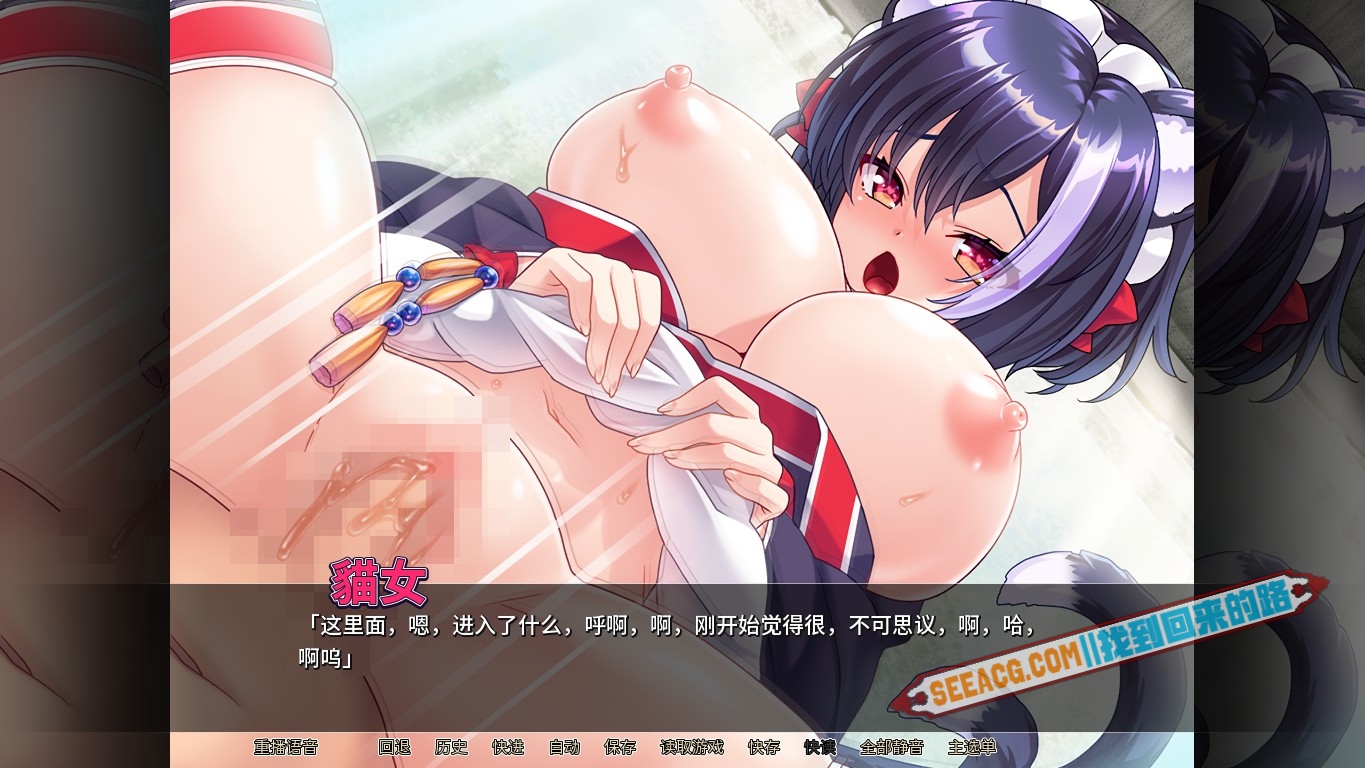 貓女
「这里面，嗯，进入了什么，呼啊，啊，刚开始觉得很，不可思议，啊，哈，
啊呜」
SEEACG.COM||找到回来的路
重播语音 回退 历史 快进 自动 保存 读取游戏 快存 快读 全部静音 主选单